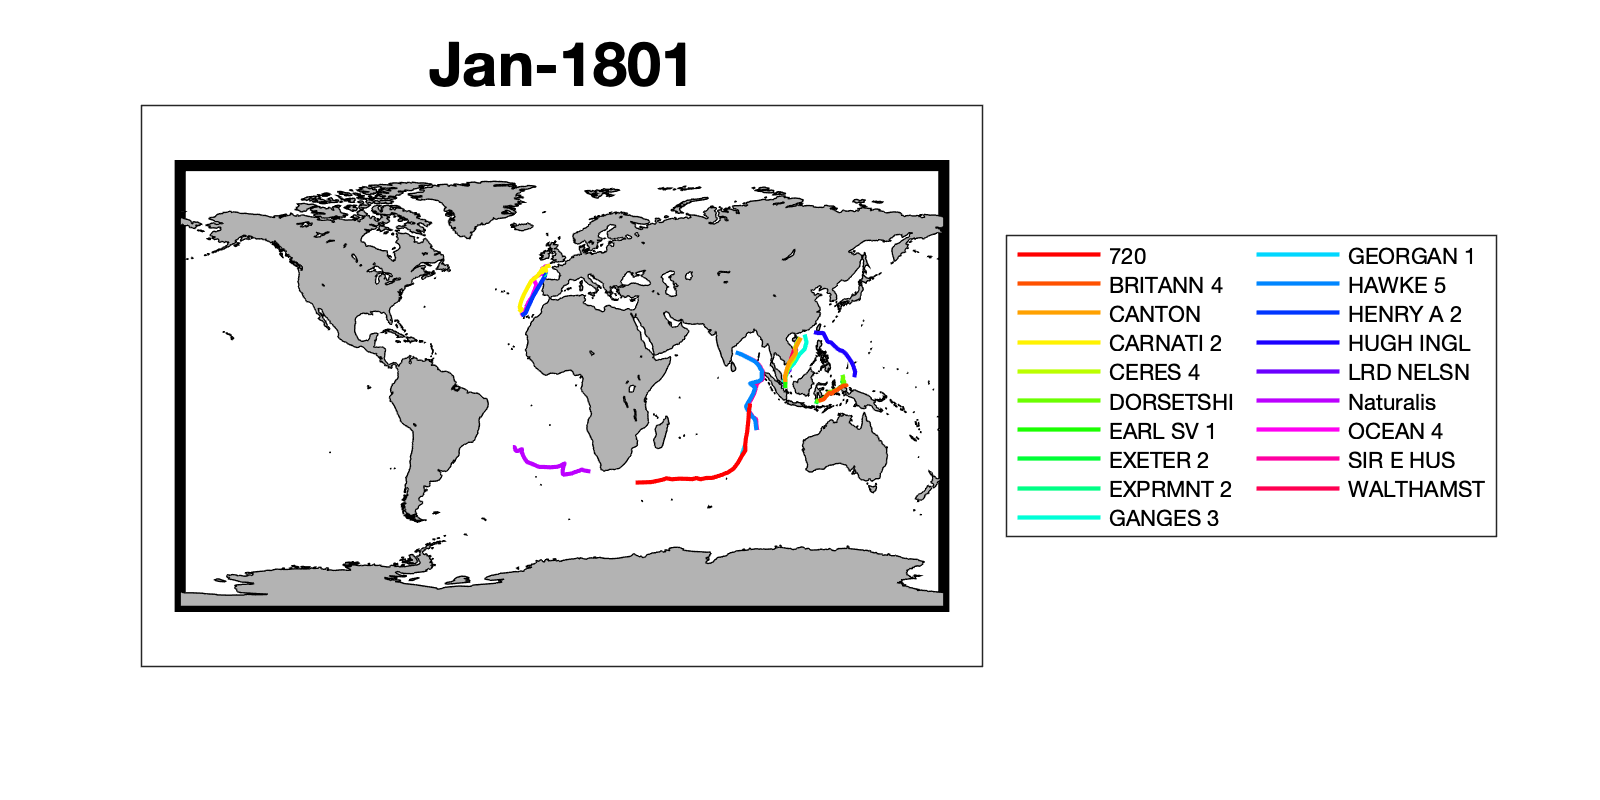 Jan-1801
720
BRITANN 4
CANTON
CARNATI 2
CERES 4
DORSETSHI
EARL SV 1
EXETER 2
EXPRMNT 2
GANGES 3
GEORGAN 1
HAWKE 5
HENRY A 2
HUGH INGL
LRD NELSN
Naturalis
OCEAN 4
SIR E HUS
WALTHAMST